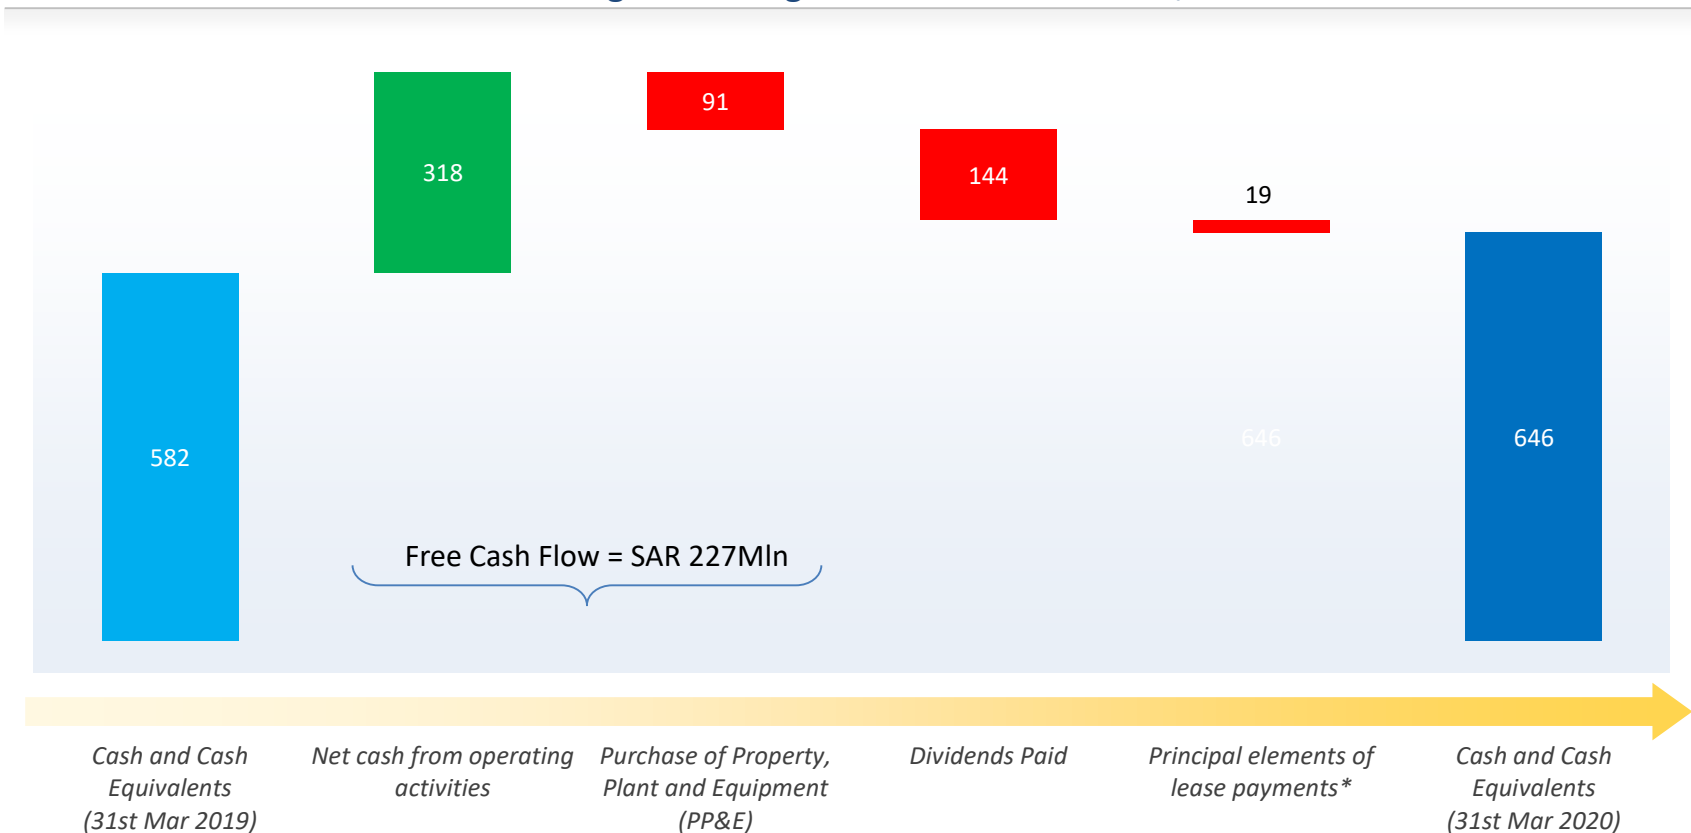 318
91
144
19
582
646
646
Free Cash Flow = SAR 227Mln
Cash and Cash
Equivalents
(31st Mar 2019)
Net cash from operating
activities
Purchase of Property,
Plant and Equipment
(PP&E)
Dividends Paid
Principal elements of
lease payments*
Cash and Cash
Equivalents
(31st Mar 2020)